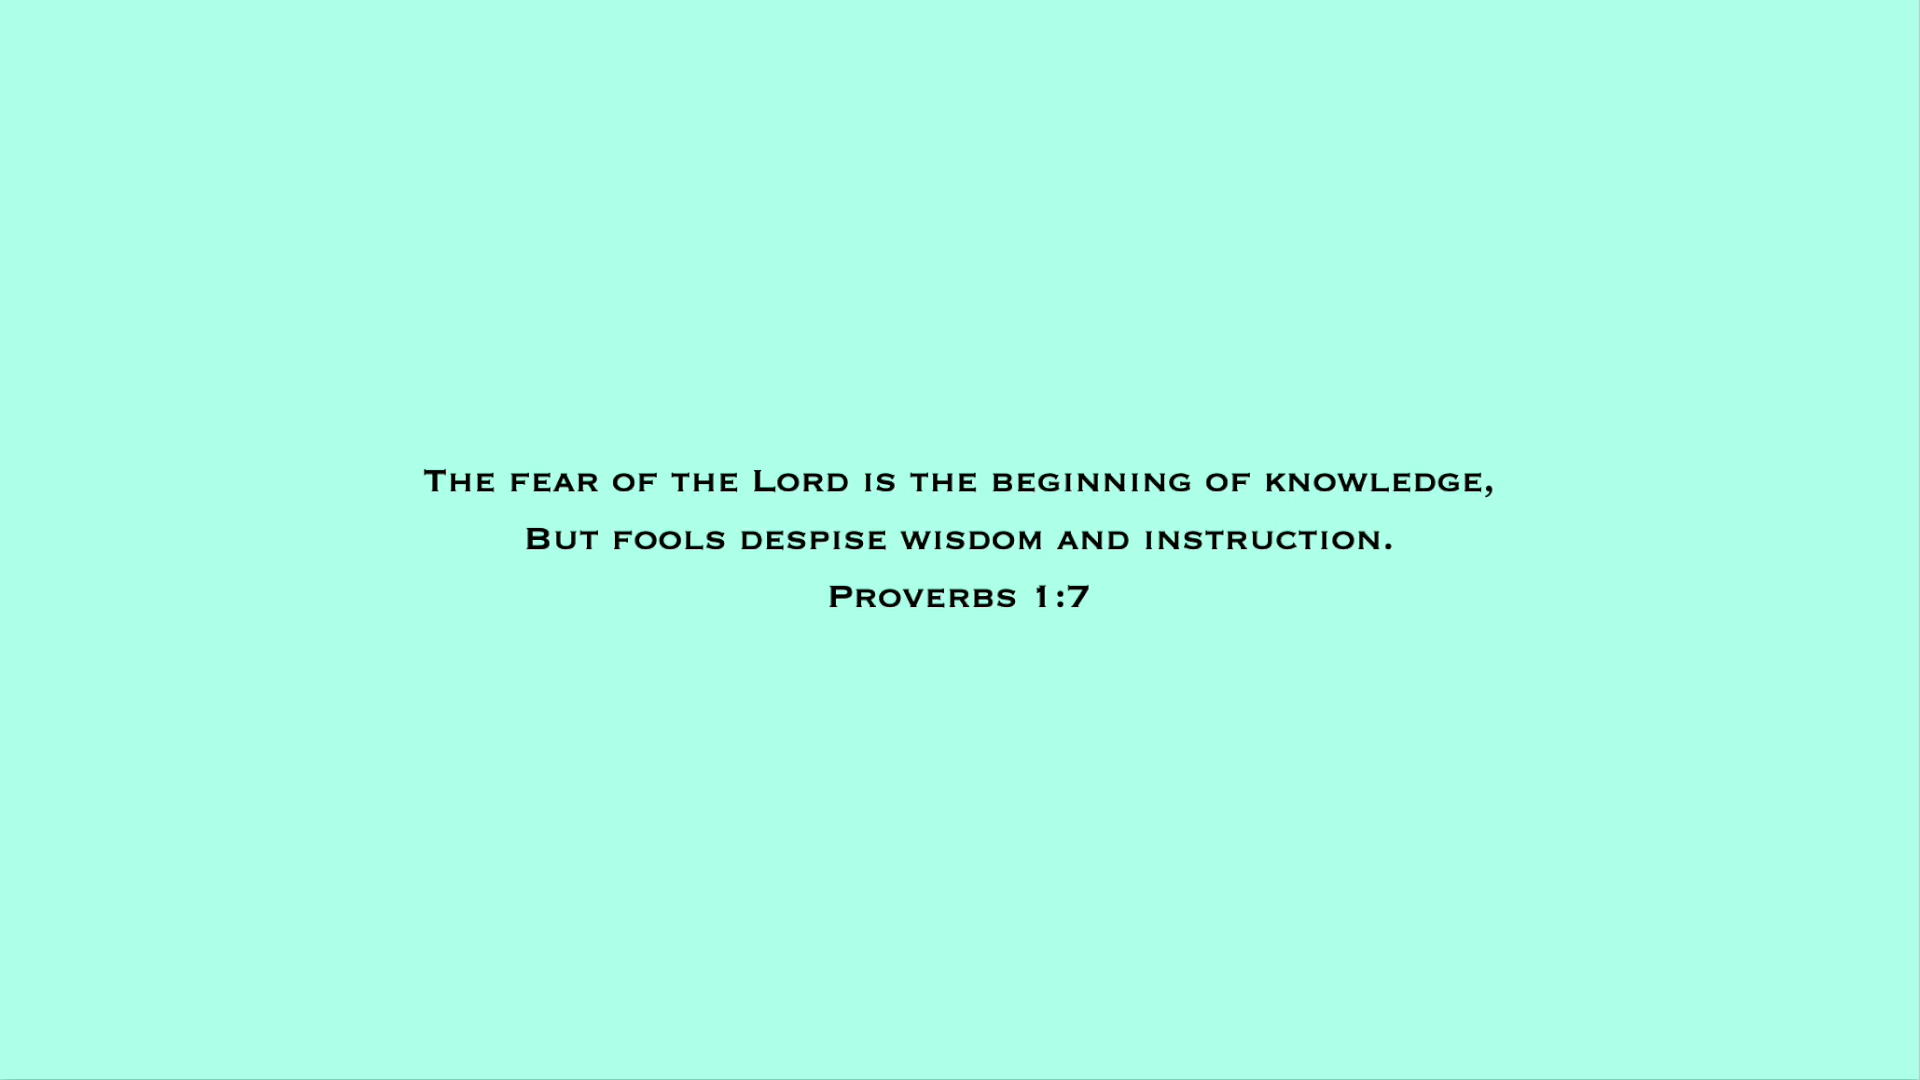 The fear of the Lord is the beginning of knowledge,
But fools despise wisdom and instruction.
Proverbs 1:7